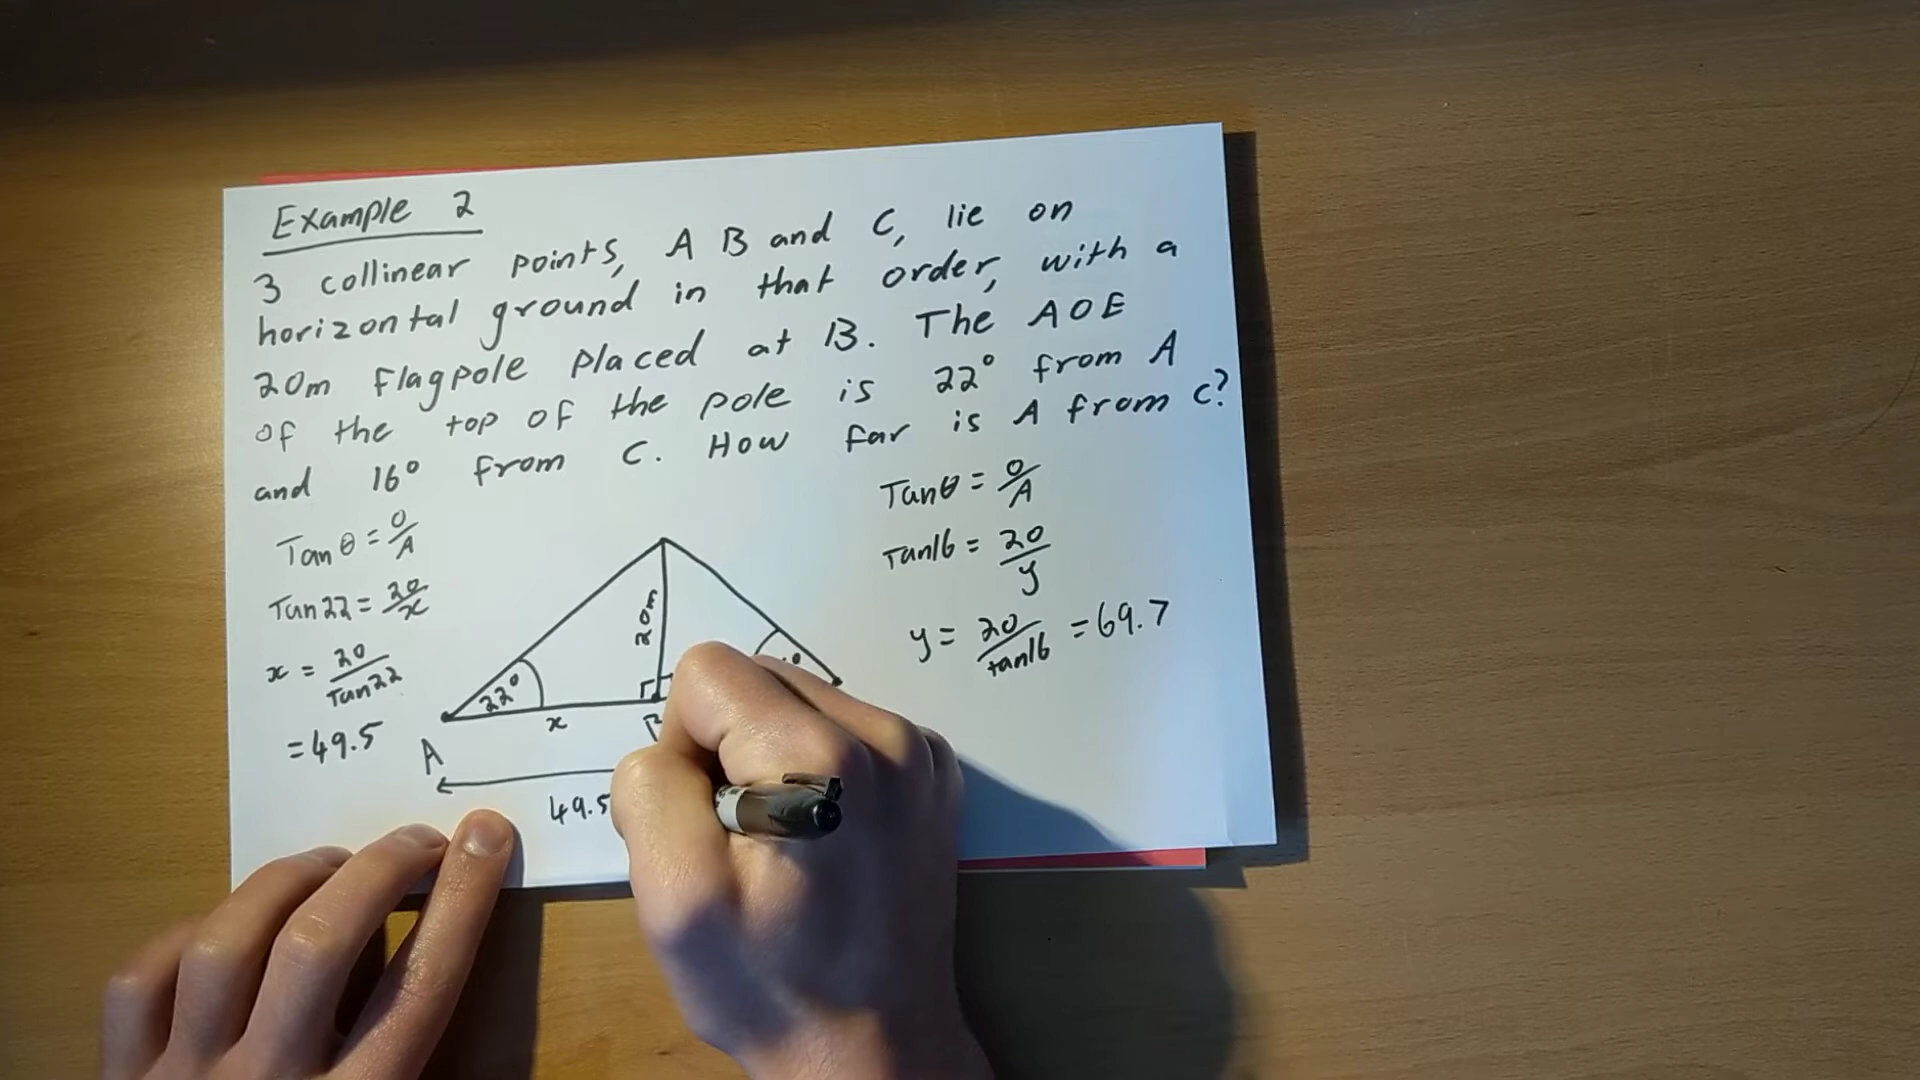 Example 2
3 collinear points, A B and C, lie on
horizontal ground in that order, with a
20m flagpole placed at B. The AOE
of the top of the pole is 22° from A
and 16° from C. How far is A from C?
Tanθ = O/A
Tan22 = 20/x
x = 20/Tan22
= 49.5
20m
22°
x
A
49.5
Tanθ = O/A
Tan16 = 20/y
y = 20/tan16 = 69.7